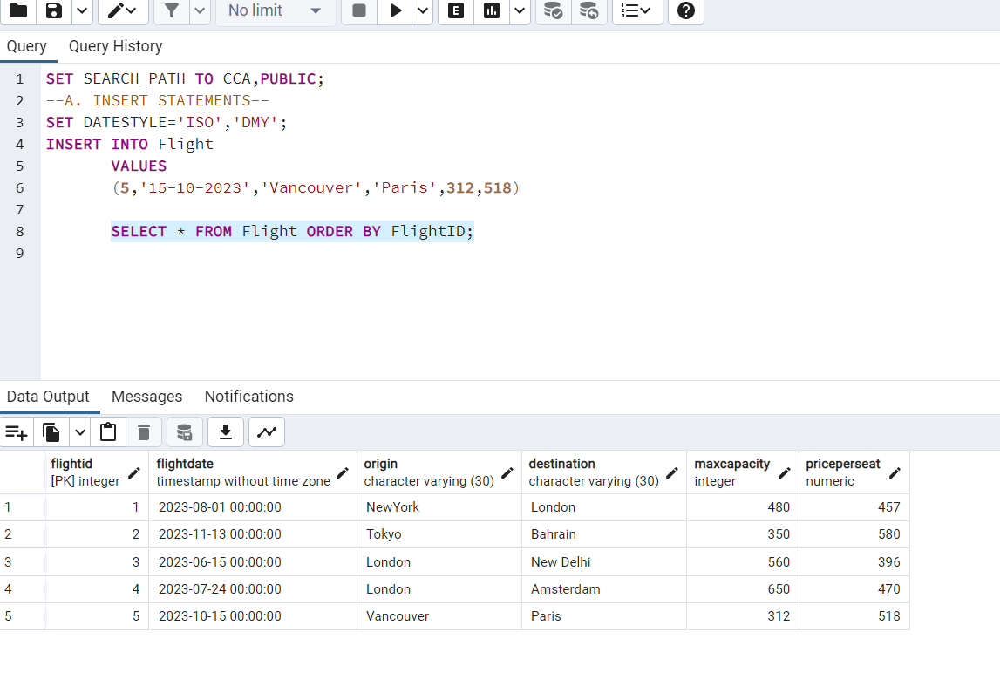 No limit
E
Query Query History
1 SET SEARCH_PATH TO CCA,PUBLIC;
2 --A. INSERT STATEMENTS--
3 SET DATESTYLE='ISO','DMY';
4 INSERT INTO Flight
5 VALUES
6 (5,'15-10-2023','Vancouver','Paris',312,518)
7
8 SELECT * FROM Flight ORDER BY FlightID;
9
Data Output Messages Notifications
flightid flightdate origin destination maxcapacity priceperseat
[PK] integer timestamp without time zone character varying (30) character varying (30) integer numeric
1 1 2023-08-01 00:00:00 NewYork London 480 457
2 2 2023-11-13 00:00:00 Tokyo Bahrain 350 580
3 3 2023-06-15 00:00:00 London New Delhi 560 396
4 4 2023-07-24 00:00:00 London Amsterdam 650 470
5 5 2023-10-15 00:00:00 Vancouver Paris 312 518